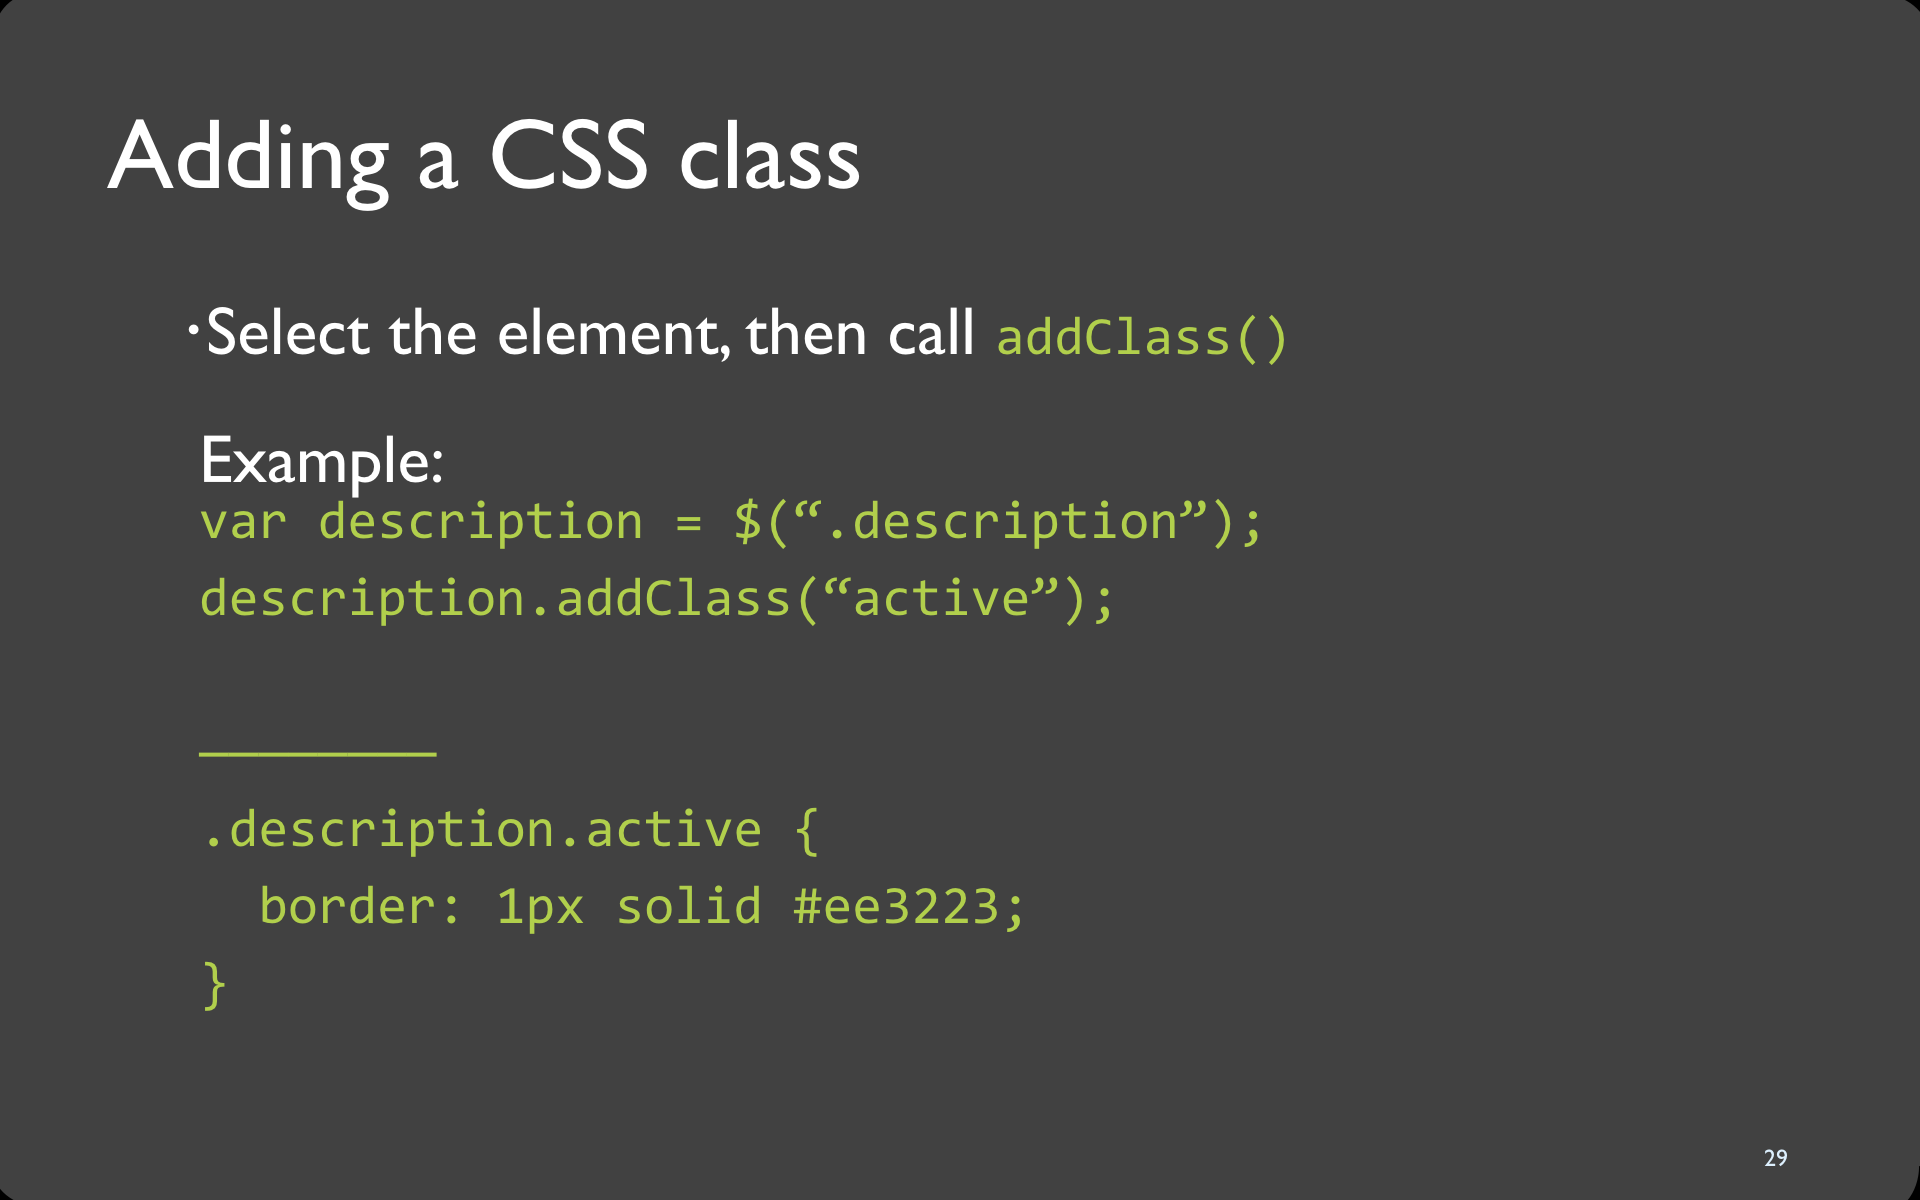 Adding a CSS class
•Select the element, then call addClass()
Example:
var description = $(“.description”);
description.addClass(“active”);
________
.description.active {
  border: 1px solid #ee3223;
}
29